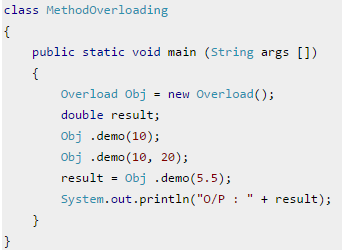 class MethodOverloading
{
    public static void main (String args [])
    {
        Overload Obj = new Overload();
        double result;
        Obj .demo(10);
        Obj .demo(10, 20);
        result = Obj .demo(5.5);
        System.out.println("O/P : " + result);
    }
}